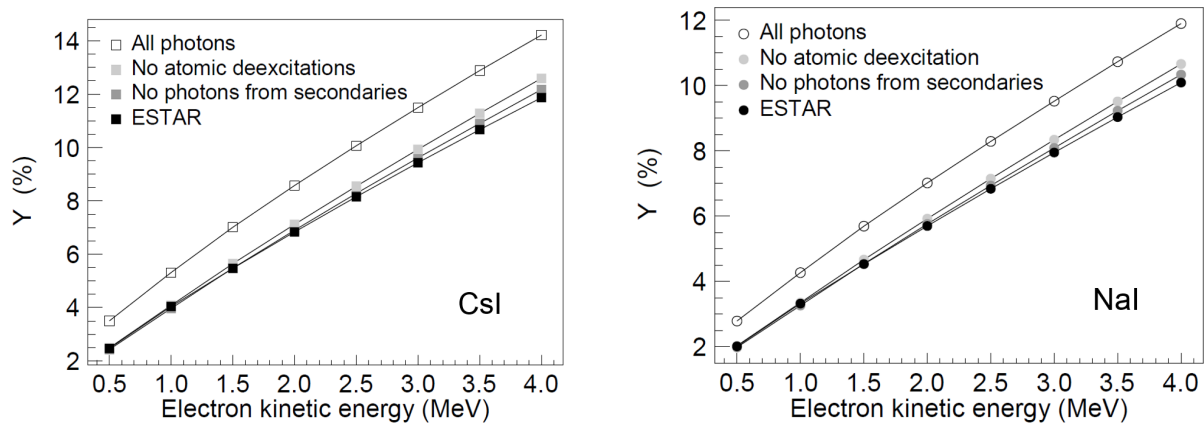 14
12
10
8
6
4
2
Y (%)
All photons
No atomic deexcitations
No photons from secondaries
ESTAR
CsI
0.5 1.0 1.5 2.0 2.5 3.0 3.5 4.0
Electron kinetic energy (MeV)
12
10
8
6
4
2
Y (%)
All photons
No atomic deexcitation
No photons from secondaries
ESTAR
NaI
0.5 1.0 1.5 2.0 2.5 3.0 3.5 4.0
Electron kinetic energy (MeV)